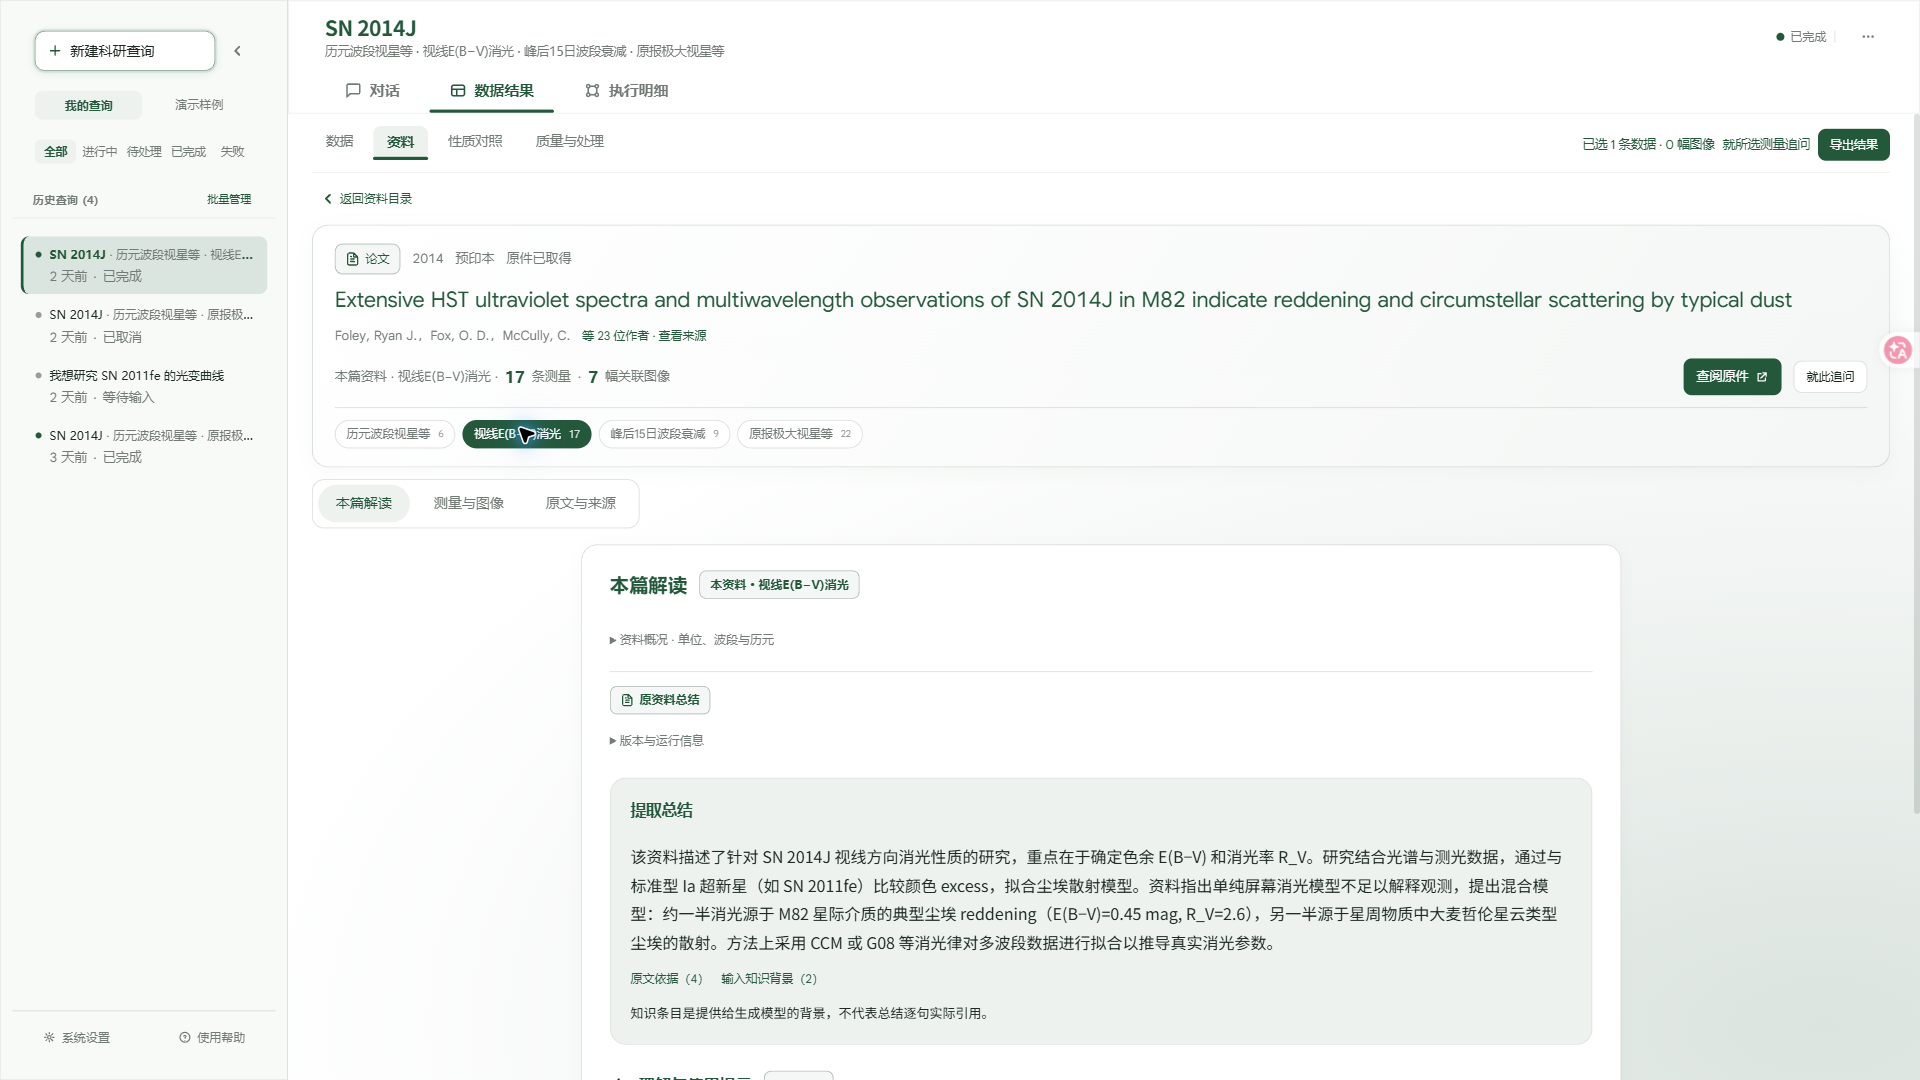 新建科研查询
我的查询 演示样例
全部 进行中 待处理 已完成 失败
历史查询 (4) 批量管理
SN 2014J · 历元波段视星等 · 视线E...
2 天前 · 已完成
SN 2014J · 历元波段视星等 · 原报极...
2 天前 · 已取消
我想研究 SN 2011fe 的光变曲线
2 天前 · 等待输入
SN 2014J · 历元波段视星等 · 原报极...
3 天前 · 已完成
系统设置 使用帮助
SN 2014J
历元波段视星等 · 视线E(B−V)消光 · 峰后15日波段衰减 · 原报极大视星等
已完成
对话 数据结果 执行明细
数据 资料 性质对照 质量与处理
已选 1 条数据 · 0 幅图像 就所选测量追问 导出结果
返回资料目录
论文 2014 预印本 原件已取得
Extensive HST ultraviolet spectra and multiwavelength observations of SN 2014J in M82 indicate reddening and circumstellar scattering by typical dust
Foley, Ryan J., Fox, O. D., McCully, C. 等 23 位作者 · 查看来源
本篇资料 · 视线E(B−V)消光 · 17 条测量 · 7 幅关联图像
查阅原件 就此追问
历元波段视星等 6 视线E(B 消光 17 峰后15日波段衰减 9 原报极大视星等 22
本篇解读 测量与图像 原文与来源
本篇解读 本资料 • 视线E(B−V)消光
▶资料概况 · 单位、波段与历元
原资料总结
▶版本与运行信息
提取总结
该资料描述了针对 SN 2014J 视线方向消光性质的研究，重点在于确定色余 E(B−V) 和消光率 R_V。研究结合光谱与测光数据，通过与
标准型 Ia 超新星（如 SN 2011fe）比较颜色 excess，拟合尘埃散射模型。资料指出单纯屏幕消光模型不足以解释观测，提出混合模
型：约一半消光源于 M82 星际介质的典型尘埃 reddening（E(B−V)=0.45 mag, R_V=2.6），另一半源于星周物质中大麦哲伦星云类型
尘埃的散射。方法上采用 CCM 或 G08 等消光律对多波段数据进行拟合以推导真实消光参数。
原文依据（4） 输入知识背景（2）
知识条目是提供给生成模型的背景，不代表总结逐句实际引用。